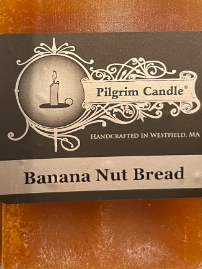 Pilgrim Candle®
HANDCRAFTED IN WESTFIELD, MA
Banana Nut Bread